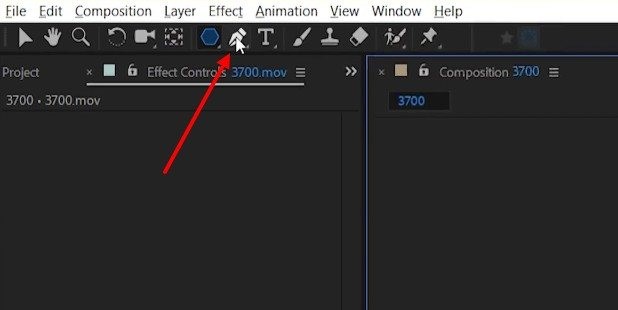 File Edit Composition Layer Effect Animation View Window Help
T
Project × Effect Controls 3700.mov ≡ »
× Composition 3700 ≡
3700 • 3700.mov
3700